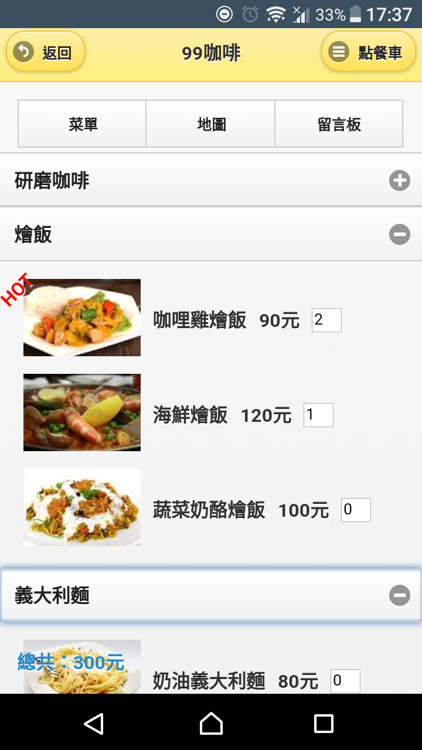 33% 17:37
返回 99咖啡 點餐車
菜單 地圖 留言板
研磨咖啡
燴飯
HOT
咖哩雞燴飯 90元 2
海鮮燴飯 120元 1
蔬菜奶酪燴飯 100元 0
義大利麵
總共：300元
奶油義大利麵 80元 0